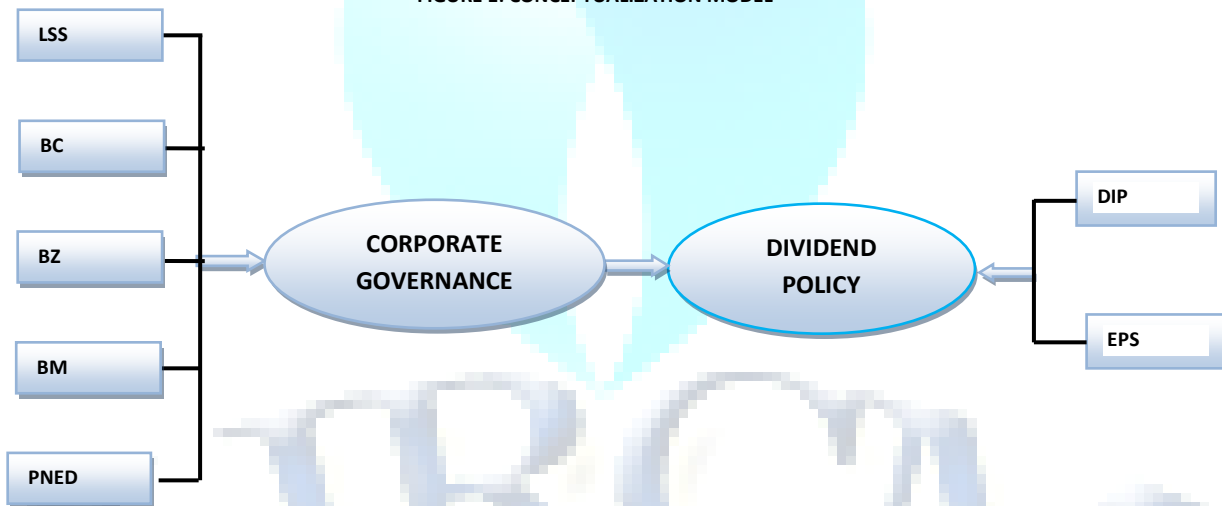 LSS
BC
BZ
BM
PNED
CORPORATE
GOVERNANCE
DIVIDEND
POLICY
DIP
EPS